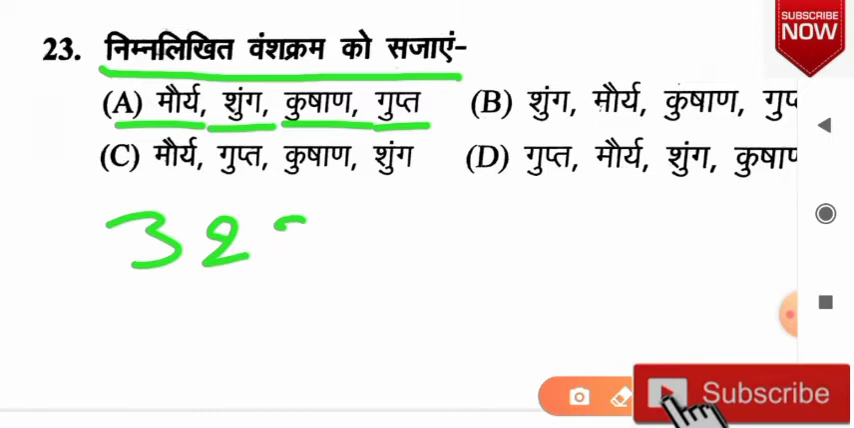 SUBSCRIBE
NOW
23. निम्नलिखित वंशक्रम को सजाएं-
(A) मौर्य, शुंग, कुषाण, गुप्त (B) शुंग, मौर्य, कुषाण,
(C) मौर्य, गुप्त, कुषाण, शुंग (D) गुप्त, मौर्य, शुंग,
32
Subscribe